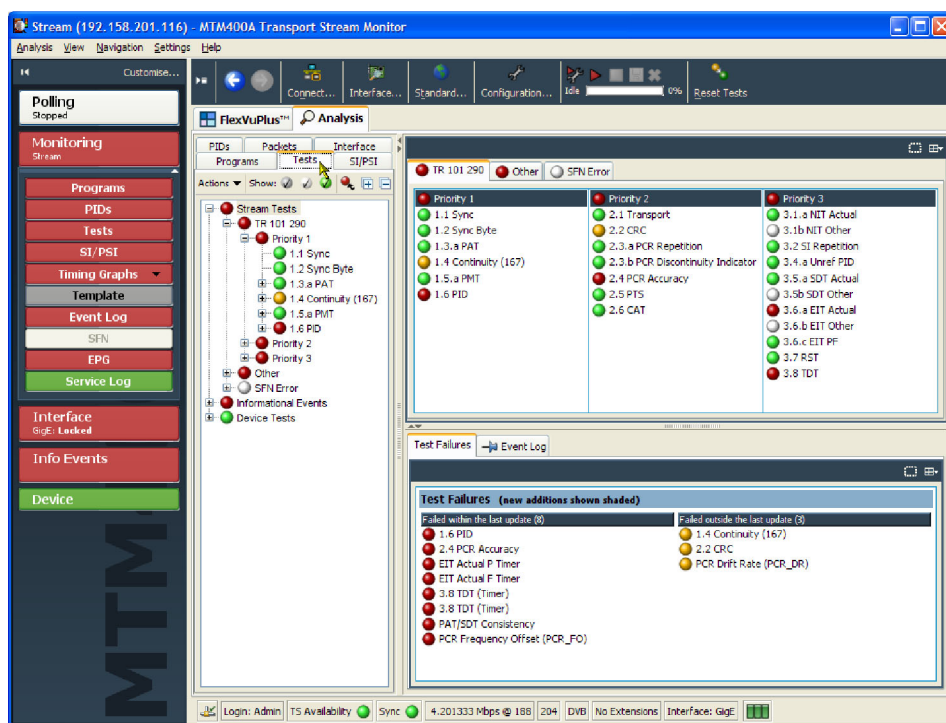 Stream (192.158.201.116) - MTM400A Transport Stream Monitor
Analysis View Navigation Settings Help
Customise...
Connect... Interface... Standard... Configuration... Idle 0% Reset Tests
Polling
Stopped
Monitoring
Stream
Programs
PIDs
Tests
SI/PSI
Timing Graphs
Template
Event Log
SFN
EPG
Service Log
Interface
GigE: Locked
Info Events
Device
MTM
FlexVuPlus™ Analysis
PIDs Packets Interface
Programs Tests SI/PSI
Actions Show:
Stream Tests
TR 101 290
Priority 1
1.1 Sync
1.2 Sync Byte
1.3.a PAT
1.4 Continuity (167)
1.5.a PMT
1.6 PID
Priority 2
Priority 3
Other
SFN Error
Informational Events
Device Tests
TR 101 290 Other SFN Error
Priority 1
1.1 Sync
1.2 Sync Byte
1.3.a PAT
1.4 Continuity (167)
1.5.a PMT
1.6 PID
Priority 2
2.1 Transport
2.2 CRC
2.3.a PCR Repetition
2.3.b PCR Discontinuity Indicator
2.4 PCR Accuracy
2.5 PTS
2.6 CAT
Priority 3
3.1.a NIT Actual
3.1b NIT Other
3.2 SI Repetition
3.4.a Unref PID
3.5.a SDT Actual
3.5b SDT Other
3.6.a EIT Actual
3.6.b EIT Other
3.6.c EIT PF
3.7 RST
3.8 TDT
Test Failures Event Log
Test Failures (new additions shown shaded)
Failed within the last update (8)
1.6 PID
2.4 PCR Accuracy
EIT Actual P Timer
EIT Actual F Timer
3.8 TDT (Timer)
3.8 TDT (Timer)
PAT/SDT Consistency
PCR Frequency Offset (PCR_FO)
Failed outside the last update (3)
1.4 Continuity (167)
2.2 CRC
PCR Drift Rate (PCR_DR)
Login: Admin TS Availability Sync 4.201333 Mbps @ 188 204 DVB No Extensions Interface: GigE